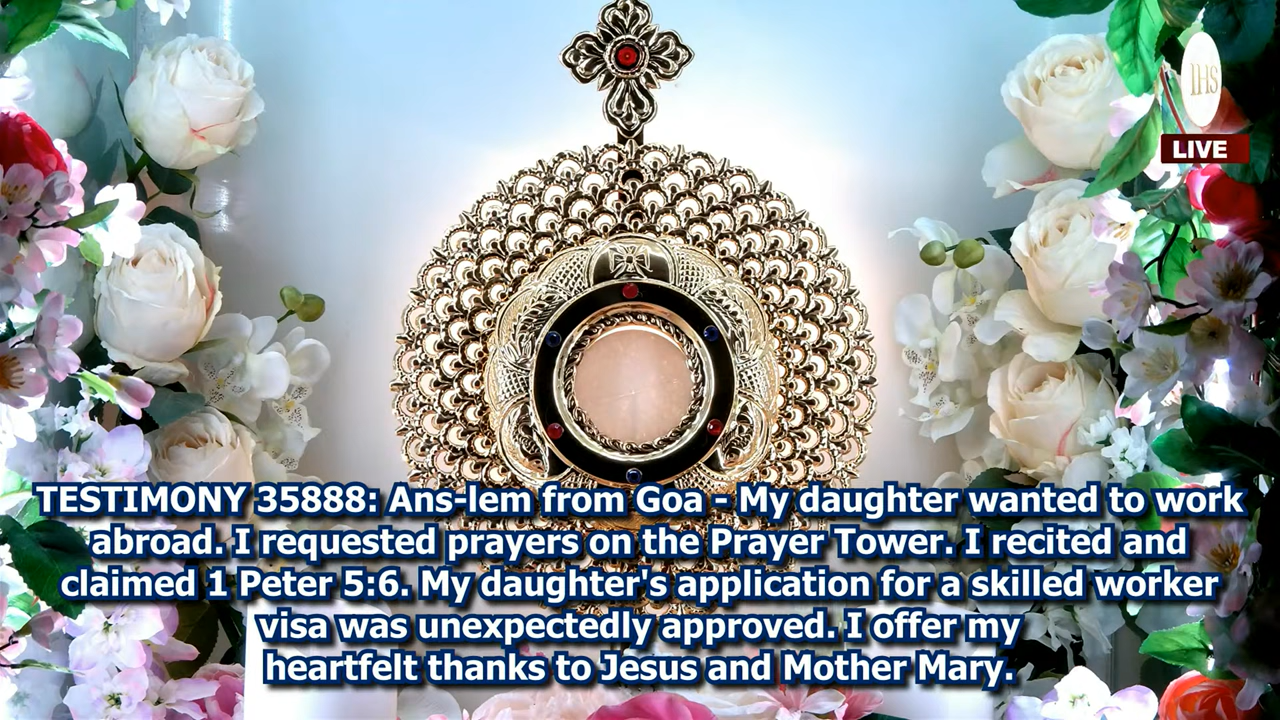 IHS
LIVE
TESTIMONY 35888: Ans-lem from Goa - My daughter wanted to work
abroad. I requested prayers on the Prayer Tower. I recited and
claimed 1 Peter 5:6. My daughter's application for a skilled worker
visa was unexpectedly approved. I offer my
heartfelt thanks to Jesus and Mother Mary.